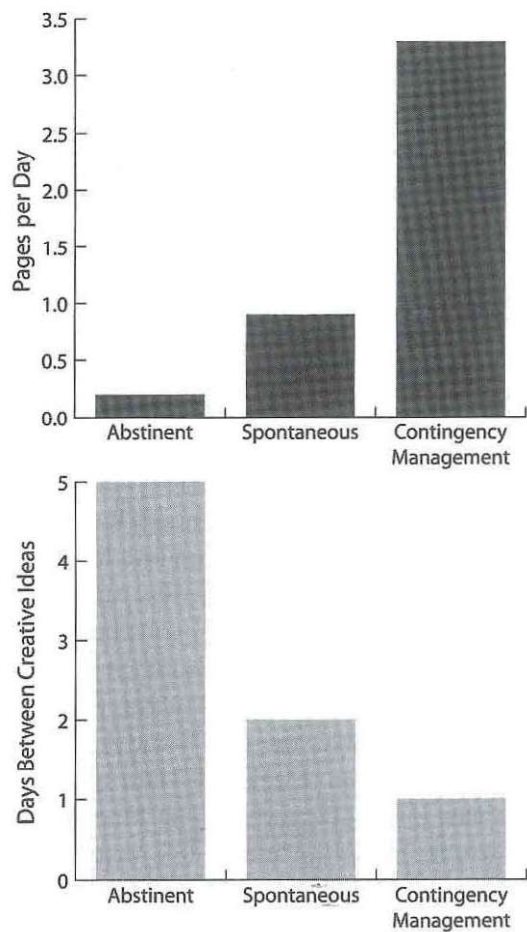 3.5
3.0
2.5
2.0
1.5
1.0
0.5
0.0
Pages per Day
Abstinent Spontaneous Contingency
Management
5
4
3
2
1
0
Days Between Creative Ideas
Abstinent Spontaneous Contingency
Management